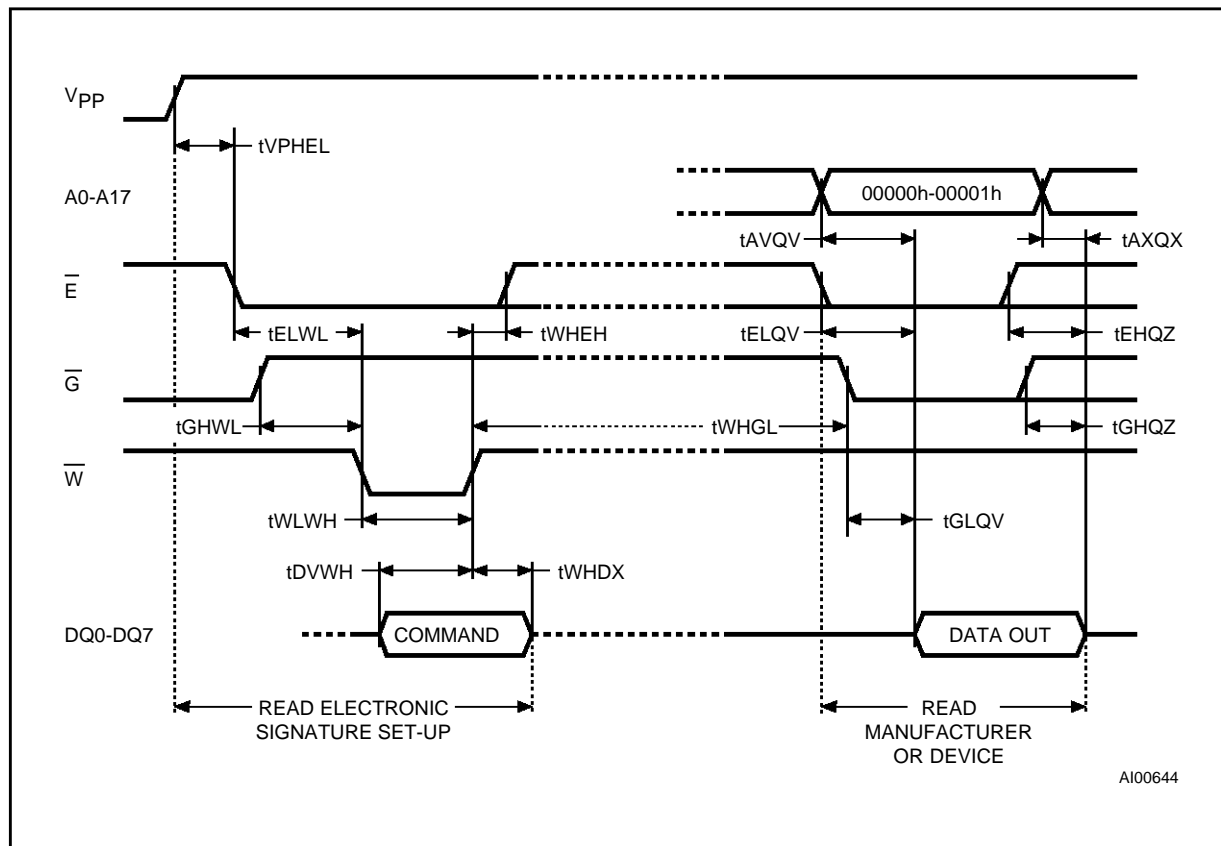 VPP
tVPHEL
A0-A17
00000h-00001h
tAVQV
tAXQX
E
tELWL
tWHEH
tELQV
tEHQZ
G
tGHWL
tWHGL
tGHQZ
W
tWLWH
tGLQV
tDVWH
tWHDX
DQ0-DQ7
COMMAND
DATA OUT
READ ELECTRONIC
SIGNATURE SET-UP
READ
MANUFACTURER
OR DEVICE
AI00644